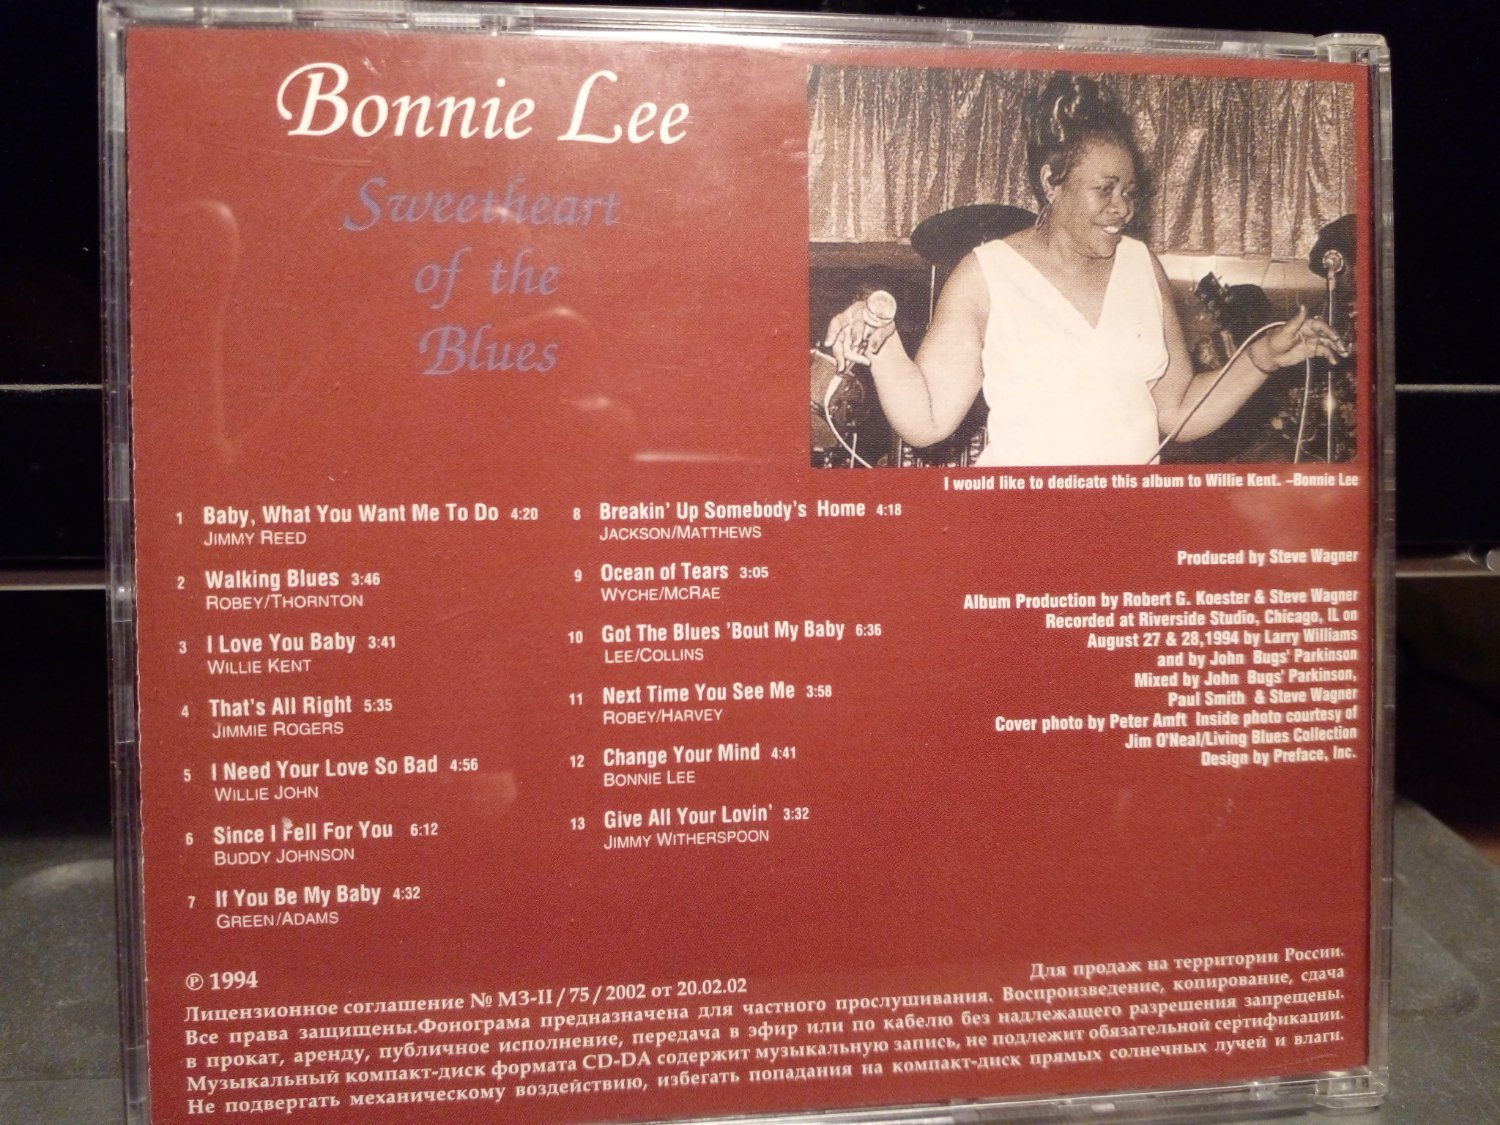 Bonnie Lee
Sweetheart
of the
Blues
I would like to dedicate this album to Willie Kent. –Bonnie Lee
1 Baby, What You Want Me To Do 4:20
JIMMY REED
2 Walking Blues 3:46
ROBEY/THORNTON
3 I Love You Baby 3:41
WILLIE KENT
4 That's All Right 5:35
JIMMIE ROGERS
5 I Need Your Love So Bad 4:56
WILLIE JOHN
6 Since I Fell For You 6:12
BUDDY JOHNSON
7 If You Be My Baby 4:32
GREEN/ADAMS
8 Breakin' Up Somebody's Home 4:18
JACKSON/MATTHEWS
9 Ocean of Tears 3:05
WYCHE/MCRAE
10 Got The Blues 'Bout My Baby 6:36
LEE/COLLINS
11 Next Time You See Me 3:58
ROBEY/HARVEY
12 Change Your Mind 4:41
BONNIE LEE
13 Give All Your Lovin' 3:32
JIMMY WITHERSPOON
Produced by Steve Wagner
Album Production by Robert G. Koester & Steve Wagner
Recorded at Riverside Studio, Chicago, IL on
August 27 & 28,1994 by Larry Williams
and by John Bugs' Parkinson
Mixed by John Bugs' Parkinson,
Paul Smith & Steve Wagner
Cover photo by Peter Amft Inside photo courtesy of
Jim O'Neal/Living Blues Collection
Design by Preface, Inc.
℗ 1994
Для продаж на территории России.
Лицензионное соглашение № МЗ-II / 75 / 2002 от 20.02.02
Все права защищены.Фонограма предназначена для частного прослушивания. Воспроизведение, копирование, сдача
в прокат, аренду, публичное исполнение, передача в эфир или по кабелю без надлежащего разрешения запрещены.
Музыкальный компакт-диск формата CD-DA содержит музыкальную запись, не подлежит обязательной сертификации.
Не подвергать механическому воздействию, избегать попадания на компакт-диск прямых солнечных лучей и влаги.